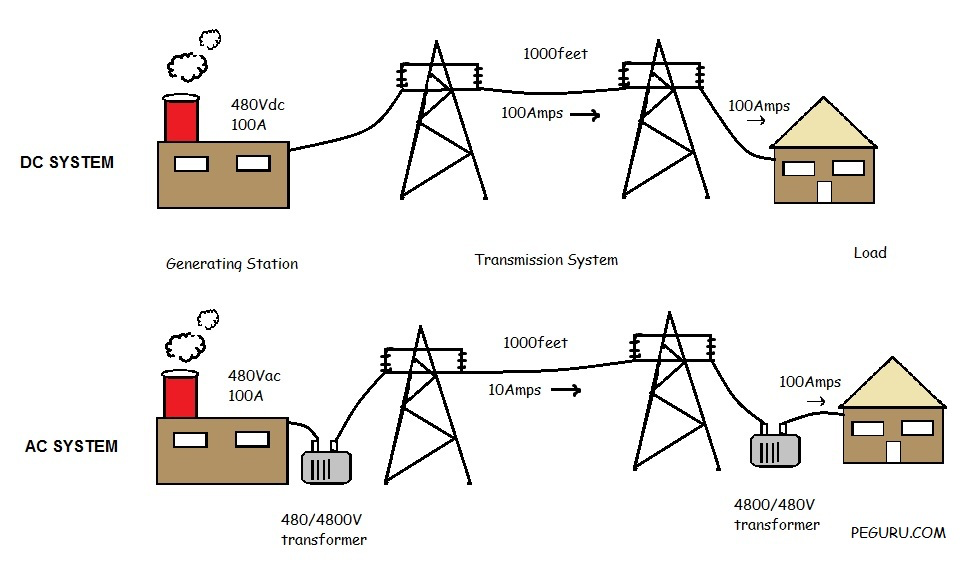 1000feet
480Vdc
100A
100Amps →
100Amps
→
DC SYSTEM
Generating Station
Transmission System
Load
1000feet
480Vac
100A
10Amps →
100Amps
→
AC SYSTEM
480/4800V
transformer
4800/480V
transformer
PEGURU.COM